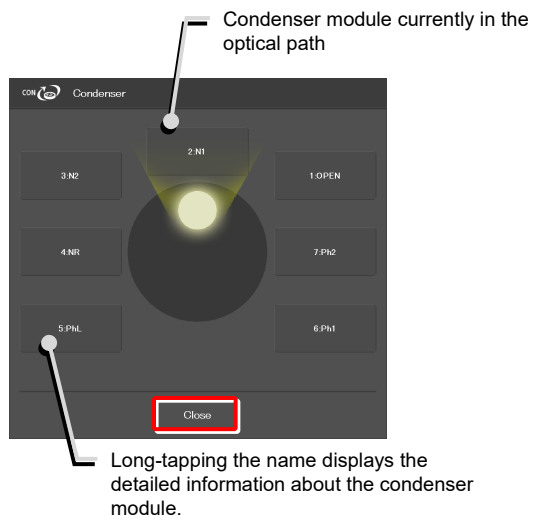 Condenser module currently in the
optical path
CON Condenser
2:N1
3:N2
1:OPEN
4:NR
7:Ph2
5:PhL
6:Ph1
Close
Long-tapping the name displays the
detailed information about the condenser
module.